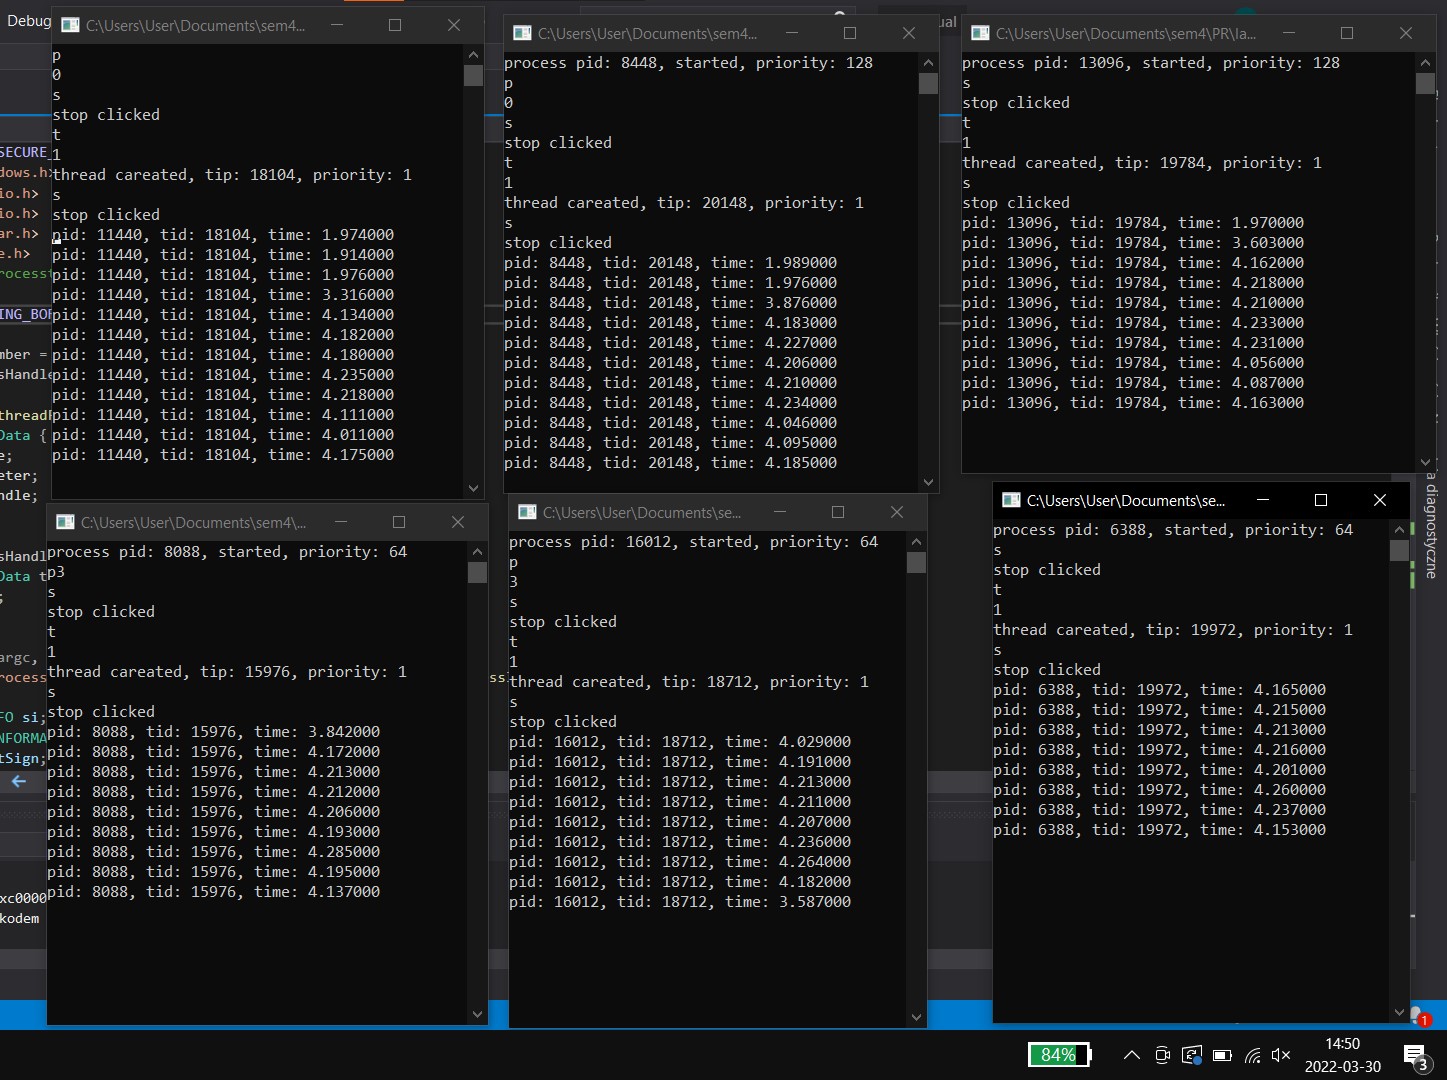 Debug
C:\Users\User\Documents\sem4...
p
0
s
stop clicked
t
1
thread careated, tip: 18104, priority: 1
s
stop clicked
pid: 11440, tid: 18104, time: 1.974000
pid: 11440, tid: 18104, time: 1.914000
pid: 11440, tid: 18104, time: 1.976000
pid: 11440, tid: 18104, time: 3.316000
pid: 11440, tid: 18104, time: 4.134000
pid: 11440, tid: 18104, time: 4.182000
pid: 11440, tid: 18104, time: 4.180000
pid: 11440, tid: 18104, time: 4.235000
pid: 11440, tid: 18104, time: 4.218000
pid: 11440, tid: 18104, time: 4.111000
pid: 11440, tid: 18104, time: 4.011000
pid: 11440, tid: 18104, time: 4.175000
C:\Users\User\Documents\sem4...
process pid: 8448, started, priority: 128
p
0
s
stop clicked
t
1
thread careated, tip: 20148, priority: 1
s
stop clicked
pid: 8448, tid: 20148, time: 1.989000
pid: 8448, tid: 20148, time: 1.976000
pid: 8448, tid: 20148, time: 3.876000
pid: 8448, tid: 20148, time: 4.183000
pid: 8448, tid: 20148, time: 4.227000
pid: 8448, tid: 20148, time: 4.206000
pid: 8448, tid: 20148, time: 4.210000
pid: 8448, tid: 20148, time: 4.234000
pid: 8448, tid: 20148, time: 4.046000
pid: 8448, tid: 20148, time: 4.095000
pid: 8448, tid: 20148, time: 4.185000
ual
C:\Users\User\Documents\sem4\PR\la...
process pid: 13096, started, priority: 128
s
stop clicked
t
1
thread careated, tip: 19784, priority: 1
s
stop clicked
pid: 13096, tid: 19784, time: 1.970000
pid: 13096, tid: 19784, time: 3.603000
pid: 13096, tid: 19784, time: 4.162000
pid: 13096, tid: 19784, time: 4.218000
pid: 13096, tid: 19784, time: 4.210000
pid: 13096, tid: 19784, time: 4.233000
pid: 13096, tid: 19784, time: 4.231000
pid: 13096, tid: 19784, time: 4.056000
pid: 13096, tid: 19784, time: 4.087000
pid: 13096, tid: 19784, time: 4.163000
SECURE_
dows.h>
io.h>
io.h>
ar.h>
e.h>
rocesst
ING_BOF
mber =
sHandle
threadP
Data {
e;
eter;
ndle;
sHandl
Data t
;
argc,
rocess
FO si;
NFORMA
tSign;
xc0000
kodem
C:\Users\User\Documents\sem4\...
process pid: 8088, started, priority: 64
p3
s
stop clicked
t
1
thread careated, tip: 15976, priority: 1
s
stop clicked
pid: 8088, tid: 15976, time: 3.842000
pid: 8088, tid: 15976, time: 4.172000
pid: 8088, tid: 15976, time: 4.213000
pid: 8088, tid: 15976, time: 4.212000
pid: 8088, tid: 15976, time: 4.206000
pid: 8088, tid: 15976, time: 4.193000
pid: 8088, tid: 15976, time: 4.285000
pid: 8088, tid: 15976, time: 4.195000
pid: 8088, tid: 15976, time: 4.137000
ss
C:\Users\User\Documents\se...
process pid: 16012, started, priority: 64
p
3
s
stop clicked
t
1
thread careated, tip: 18712, priority: 1
s
stop clicked
pid: 16012, tid: 18712, time: 4.029000
pid: 16012, tid: 18712, time: 4.191000
pid: 16012, tid: 18712, time: 4.213000
pid: 16012, tid: 18712, time: 4.211000
pid: 16012, tid: 18712, time: 4.207000
pid: 16012, tid: 18712, time: 4.236000
pid: 16012, tid: 18712, time: 4.264000
pid: 16012, tid: 18712, time: 4.182000
pid: 16012, tid: 18712, time: 3.587000
C:\Users\User\Documents\se...
process pid: 6388, started, priority: 64
s
stop clicked
t
1
thread careated, tip: 19972, priority: 1
s
stop clicked
pid: 6388, tid: 19972, time: 4.165000
pid: 6388, tid: 19972, time: 4.215000
pid: 6388, tid: 19972, time: 4.213000
pid: 6388, tid: 19972, time: 4.216000
pid: 6388, tid: 19972, time: 4.201000
pid: 6388, tid: 19972, time: 4.260000
pid: 6388, tid: 19972, time: 4.237000
pid: 6388, tid: 19972, time: 4.153000
a diagnostyczne
1
84%
14:50
2022-03-30
3